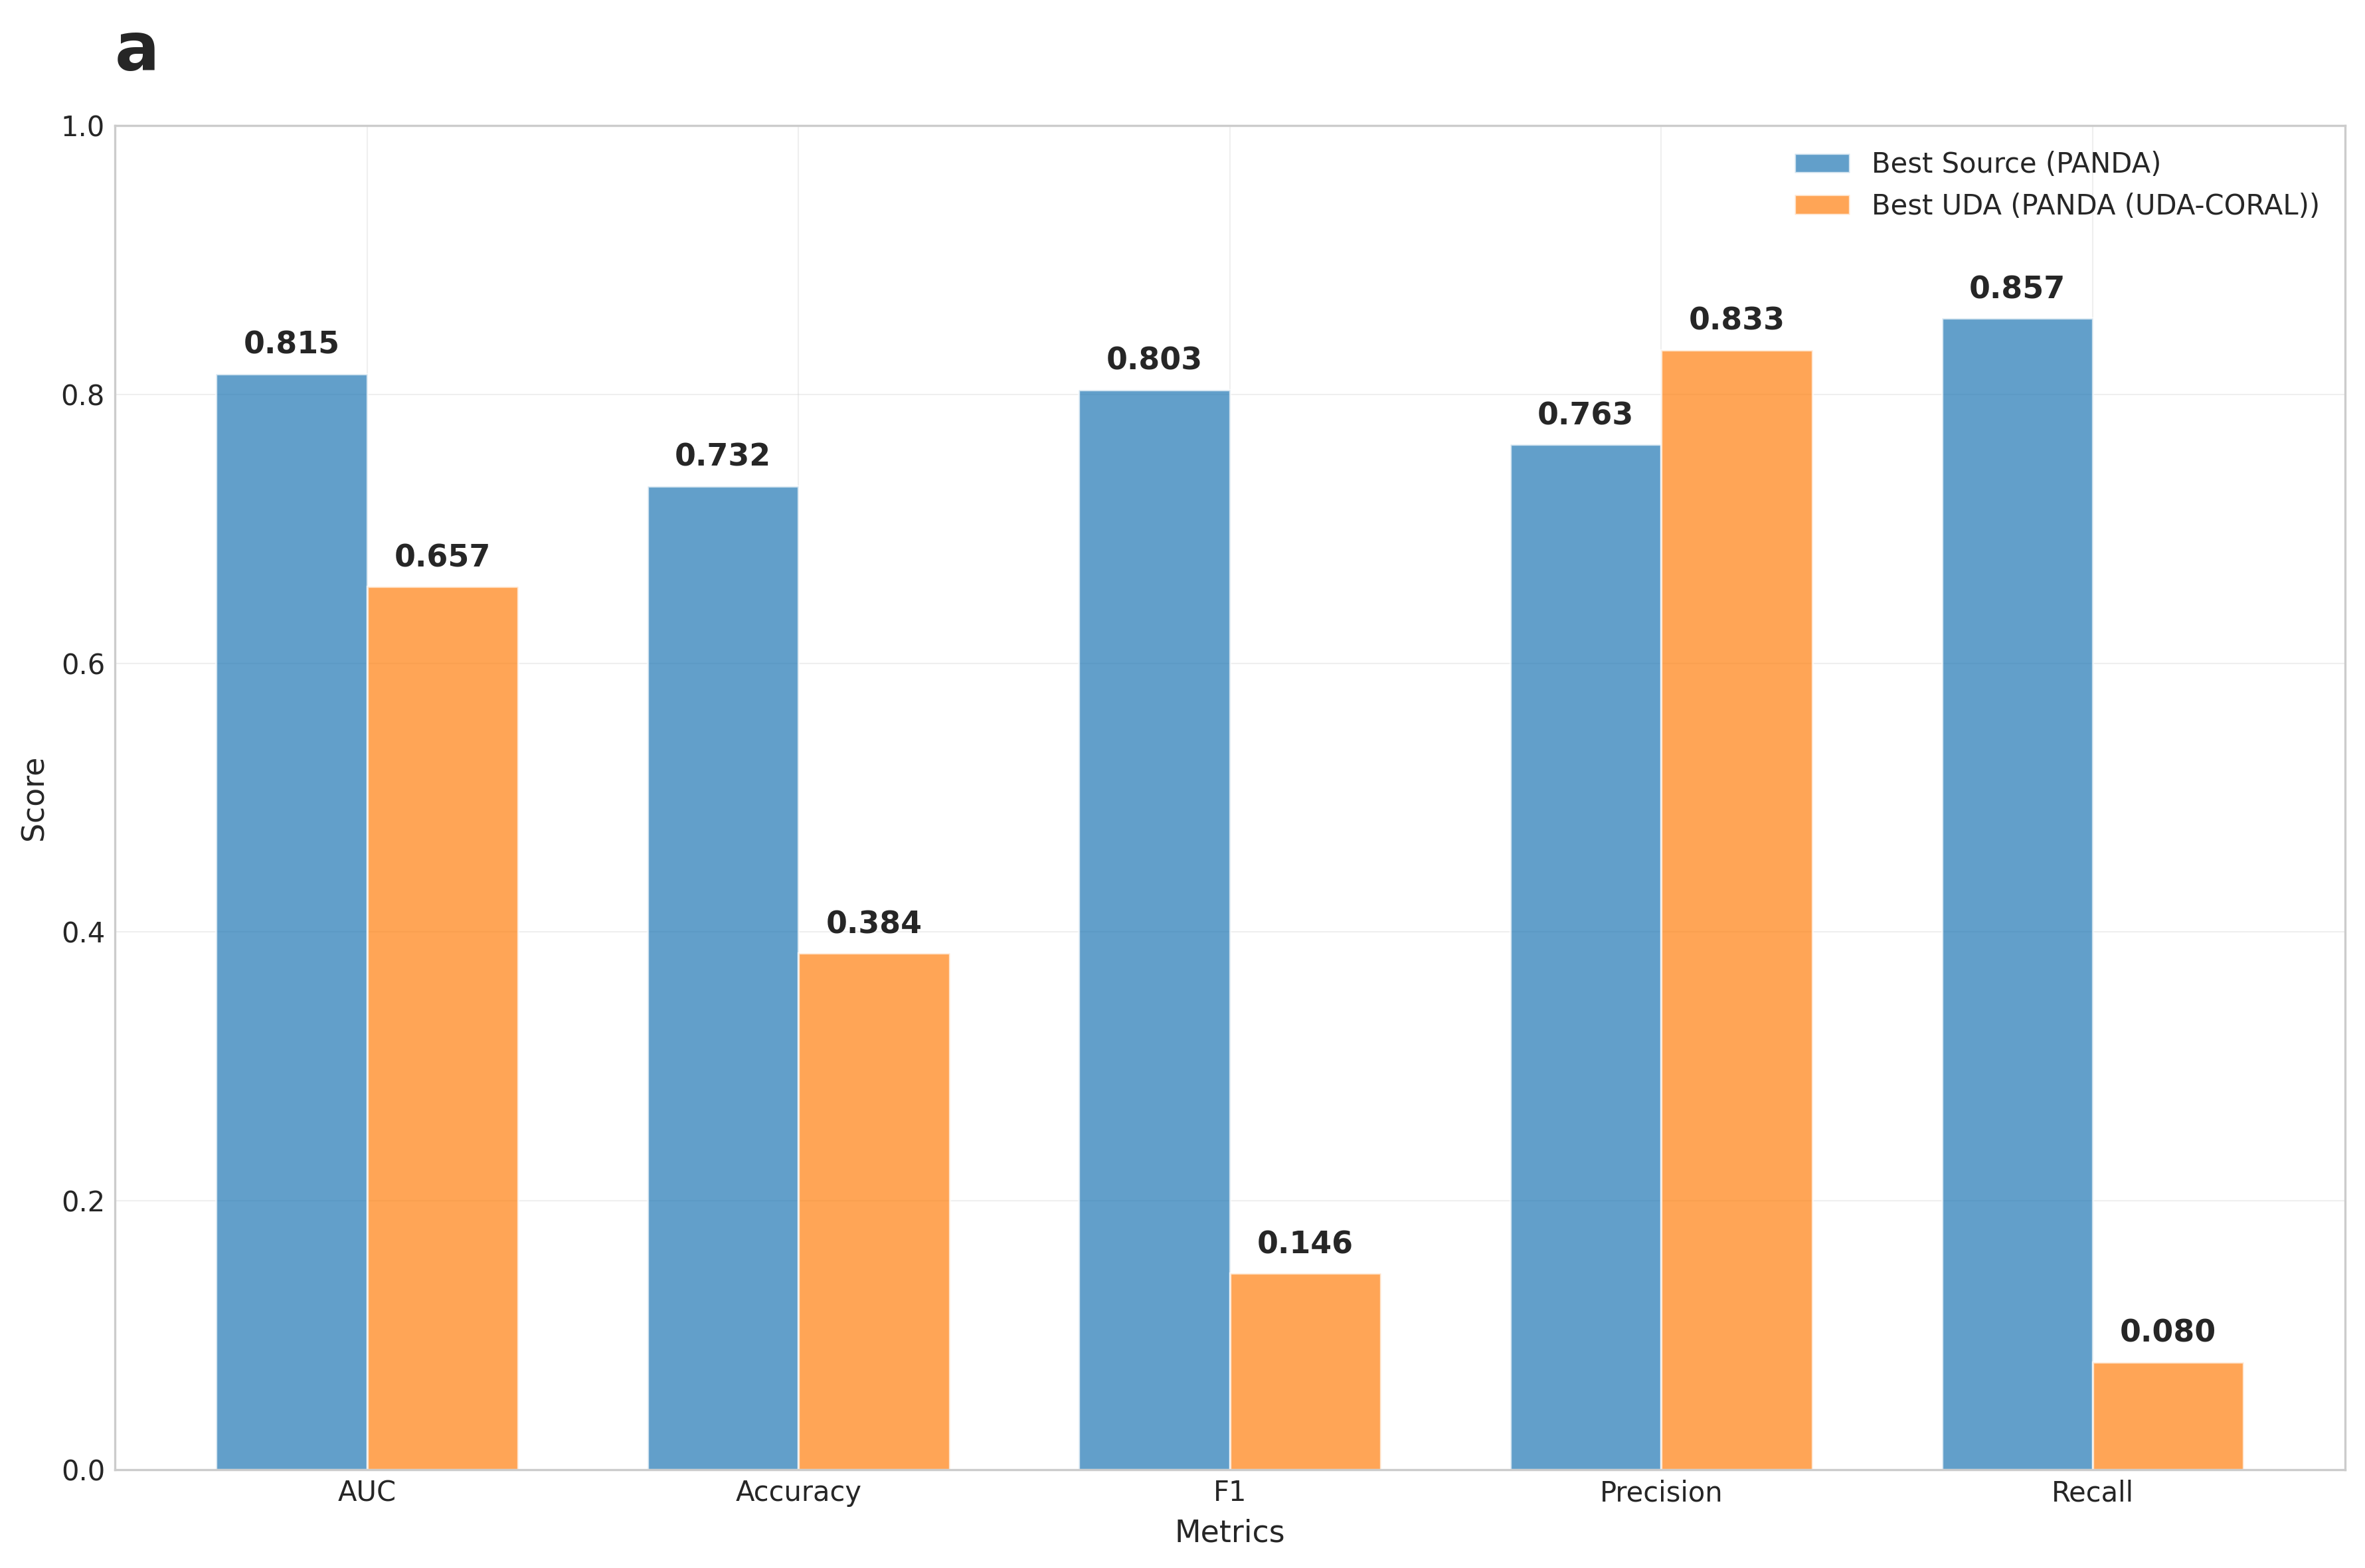 a
1.0
0.8
0.6
0.4
0.2
0.0
Score
Best Source (PANDA)
Best UDA (PANDA (UDA-CORAL))
0.815
0.657
0.732
0.384
0.803
0.146
0.763
0.833
0.857
0.080
AUC
Accuracy
F1
Precision
Recall
Metrics